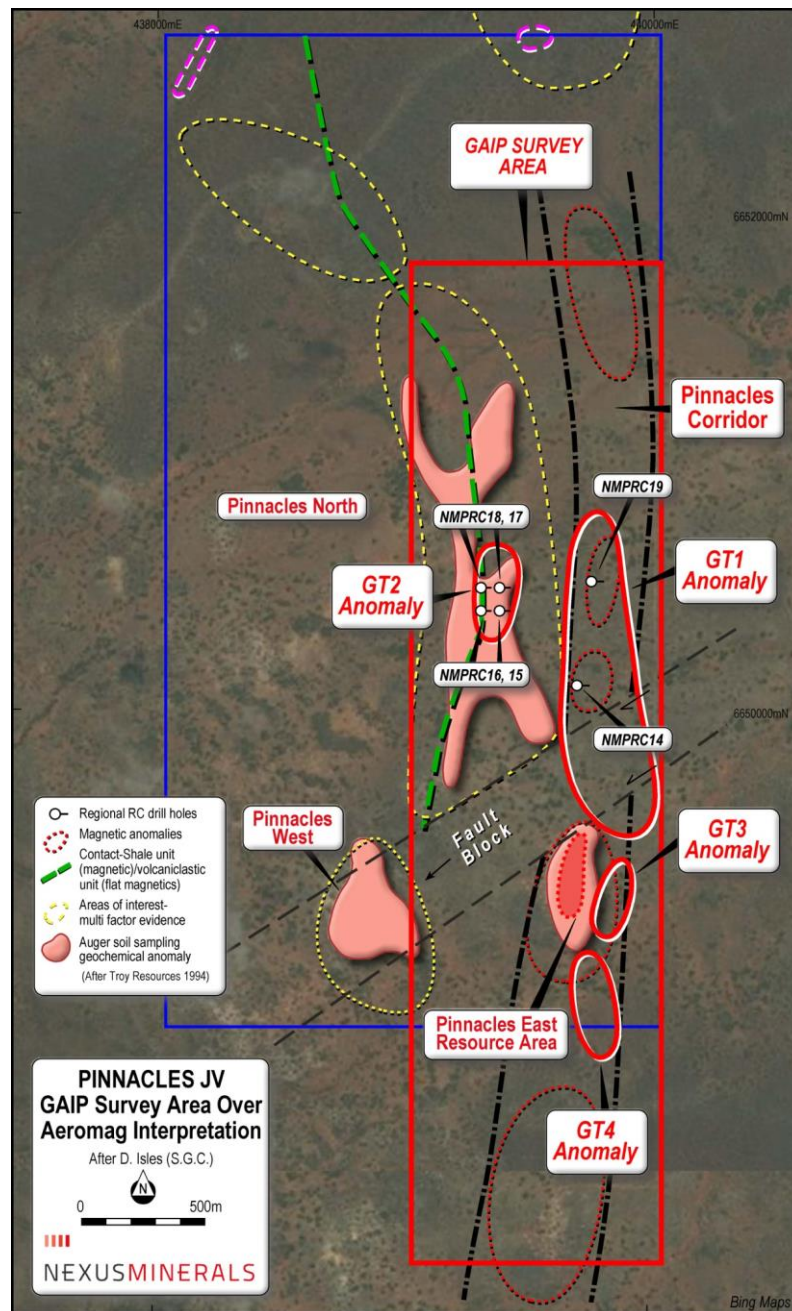 438000mE
440000mE
GAIP SURVEY
AREA
6652000mN
Pinnacles
Corridor
NMPRC19
Pinnacles North
NMPRC18, 17
GT2
Anomaly
GT1
Anomaly
NMPRC16, 15
6650000mN
NMPRC14
Regional RC drill holes
Magnetic anomalies
Contact-Shale unit
(magnetic)/volcaniclastic
unit (flat magnetics)
Areas of interest-
multi factor evidence
Auger soil sampling
geochemical anomaly
(After Troy Resources 1994)
Pinnacles
West
Fault
Block
GT3
Anomaly
Pinnacles East
Resource Area
GT4
Anomaly
PINNACLES JV
GAIP Survey Area Over
Aeromag Interpretation
After D. Isles (S.G.C.)
N
0 500m
NEXUSMINERALS
Bing Maps